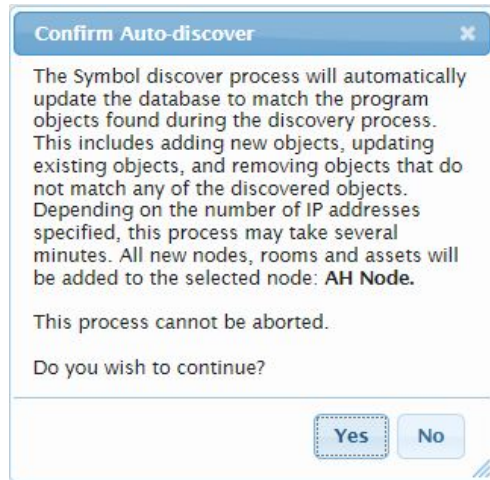 Confirm Auto-discover
The Symbol discover process will automatically
update the database to match the program
objects found during the discovery process.
This includes adding new objects, updating
existing objects, and removing objects that do
not match any of the discovered objects.
Depending on the number of IP addresses
specified, this process may take several
minutes. All new nodes, rooms and assets will
be added to the selected node: AH Node.
This process cannot be aborted.
Do you wish to continue?
Yes No